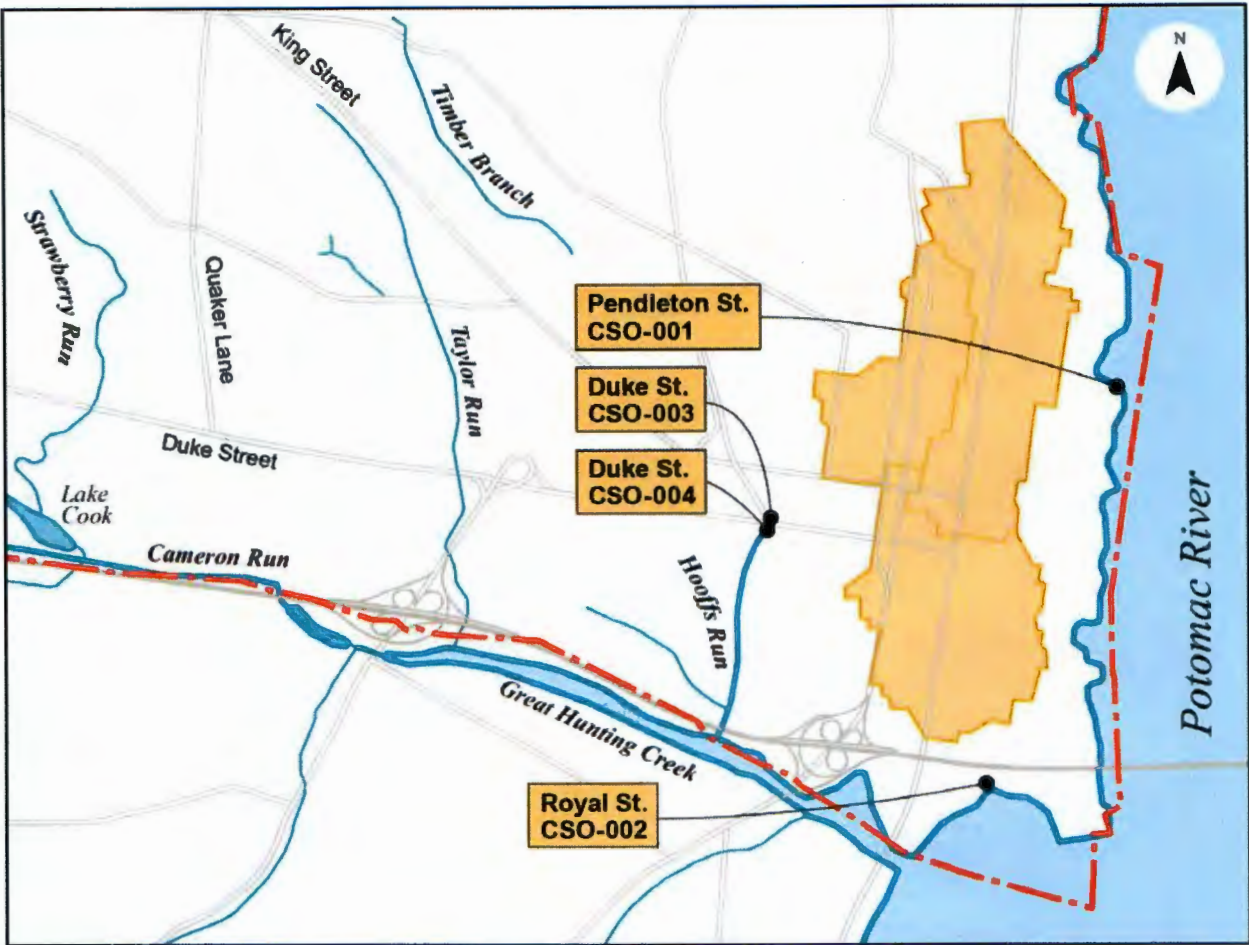 N
King Street
Timber Branch
Strawberry Run
Quaker Lane
Taylor Run
Pendleton St.
CSO-001
Duke St.
CSO-003
Duke St.
CSO-004
Duke Street
Lake
Cook
Cameron Run
Hooffs Run
Great Hunting Creek
Potomac River
Royal St.
CSO-002